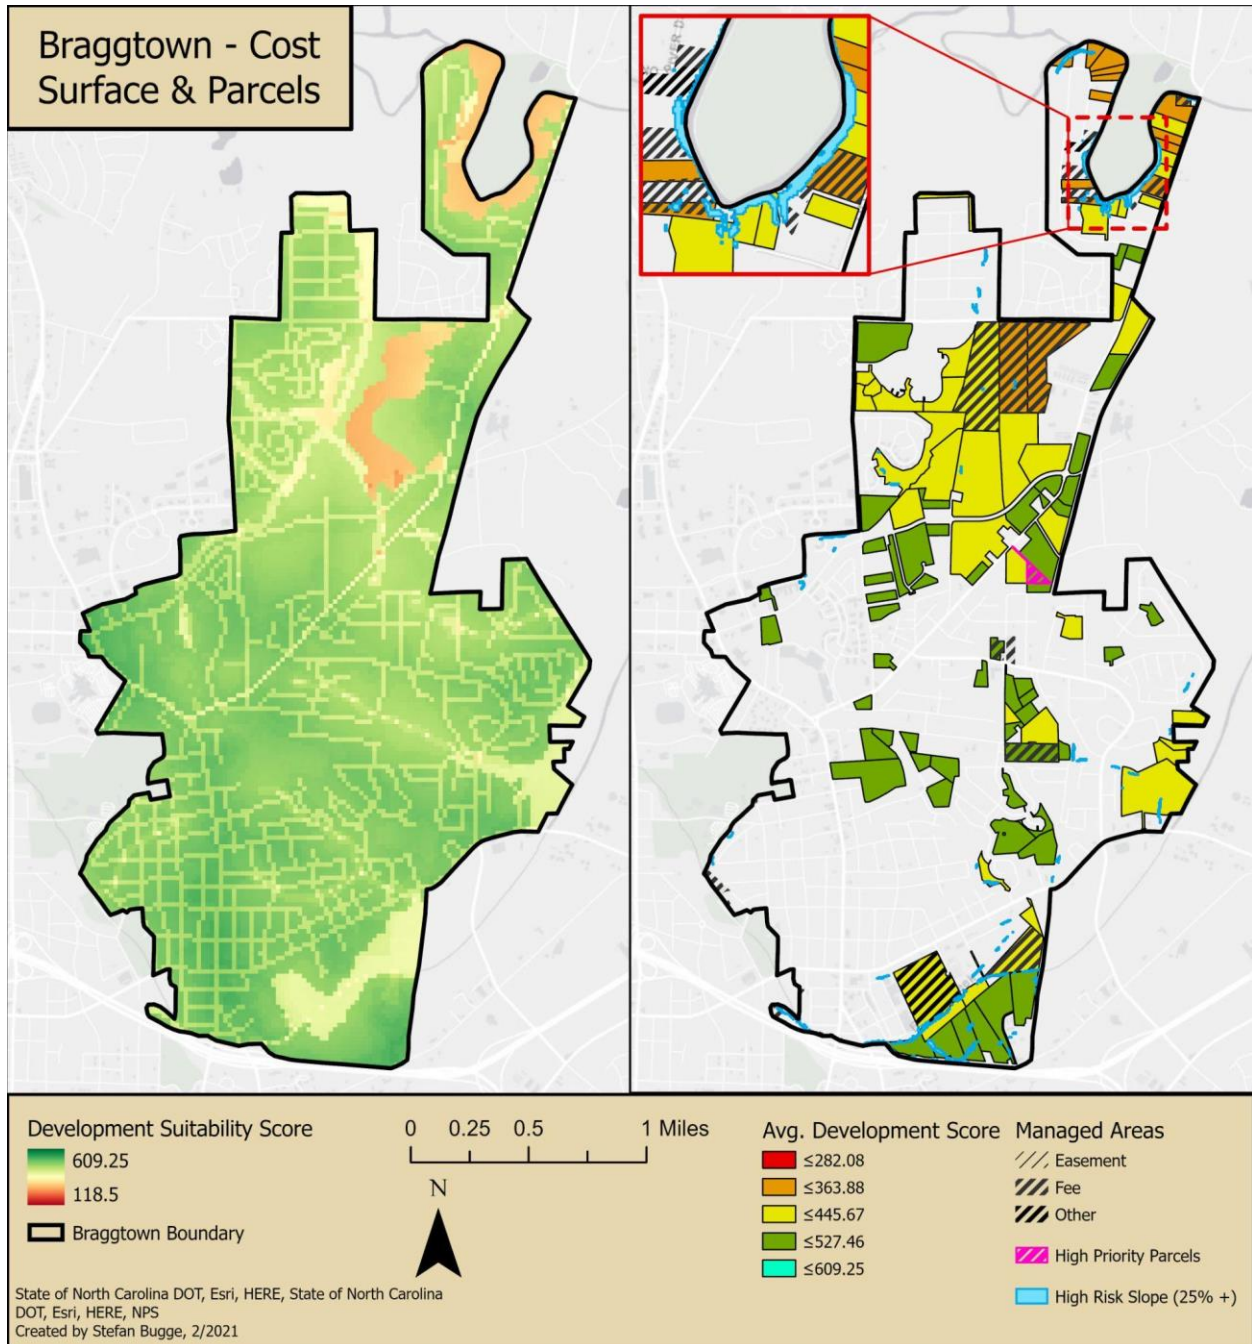 Braggtown - Cost
Surface & Parcels
Development Suitability Score
609.25
118.5
Braggtown Boundary
0 0.25 0.5 1 Miles
N
Avg. Development Score
≤282.08
≤363.88
≤445.67
≤527.46
≤609.25
Managed Areas
Easement
Fee
Other
High Priority Parcels
High Risk Slope (25% +)
State of North Carolina DOT, Esri, HERE, State of North Carolina
DOT, Esri, HERE, NPS
Created by Stefan Bugge, 2/2021